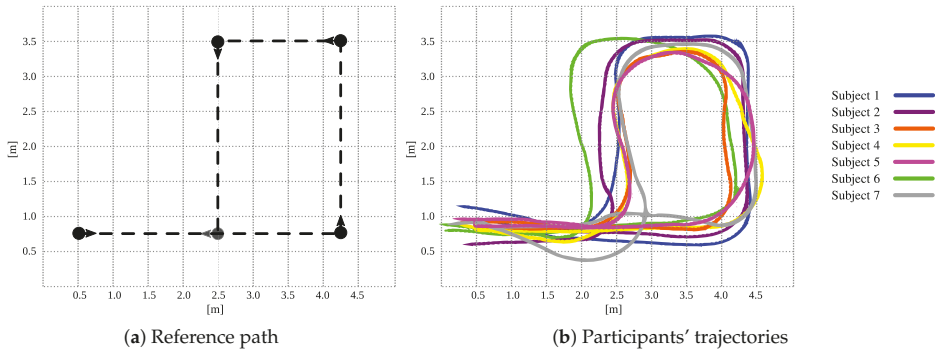 3.5
3.0
2.5
2.0
[m]
1.5
1.0
0.5
0.5 1.0 1.5 2.0 2.5 3.0 3.5 4.0 4.5
[m]
(a) Reference path
3.5
3.0
2.5
2.0
[m]
1.5
1.0
0.5
0.5 1.0 1.5 2.0 2.5 3.0 3.5 4.0 4.5
[m]
(b) Participants' trajectories
Subject 1
Subject 2
Subject 3
Subject 4
Subject 5
Subject 6
Subject 7